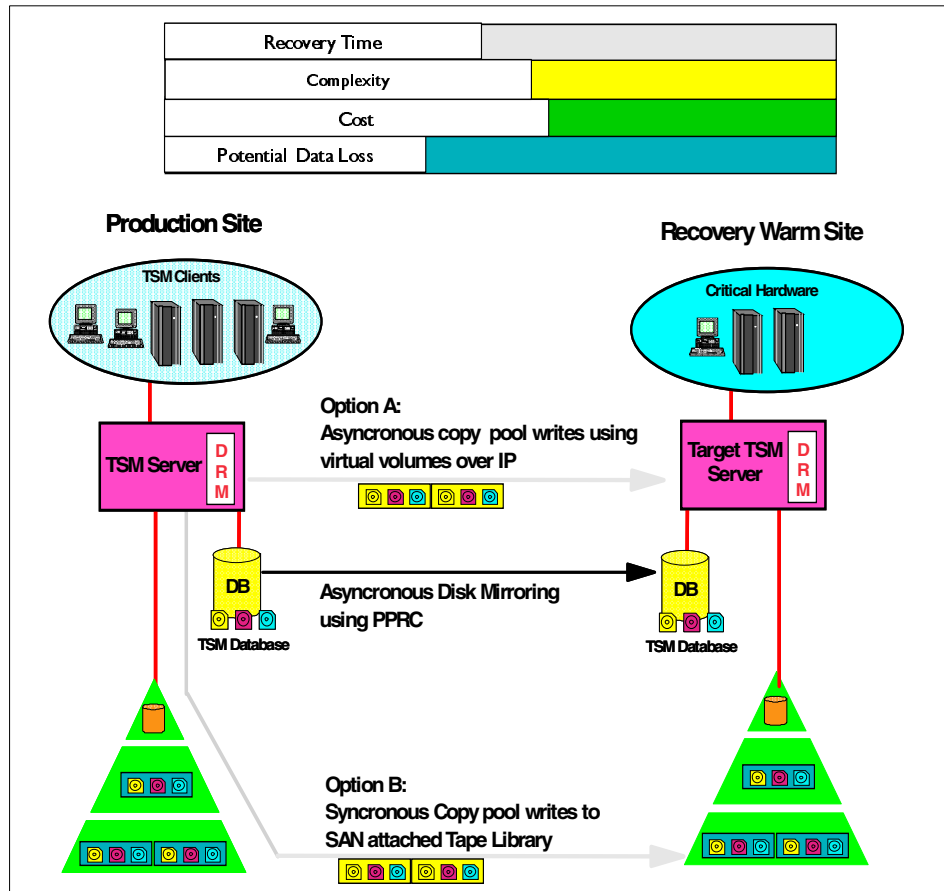 Recovery Time
Complexity
Cost
Potential Data Loss
Production Site
Recovery Warm Site
TSM Clients
Critical Hardware
Option A:
Asyncronous copy pool writes using
virtual volumes over IP
TSM Server
D
R
M
Target TSM
Server
D
R
M
DB
TSM Database
Asyncronous Disk Mirroring
using PPRC
DB
TSM Database
Option B:
Syncronous Copy pool writes to
SAN attached Tape Library